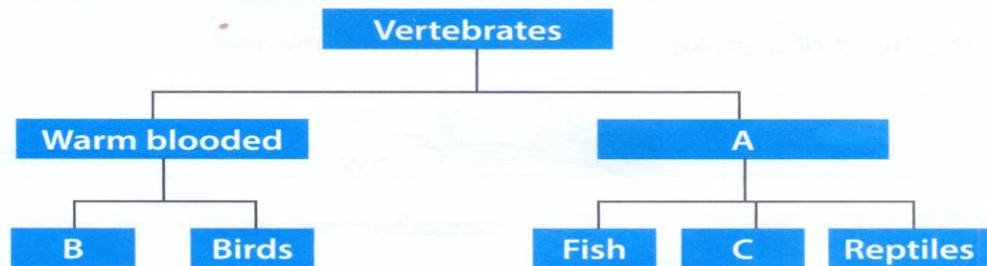 Vertebrates
Warm blooded
A
B
Birds
Fish
C
Reptiles